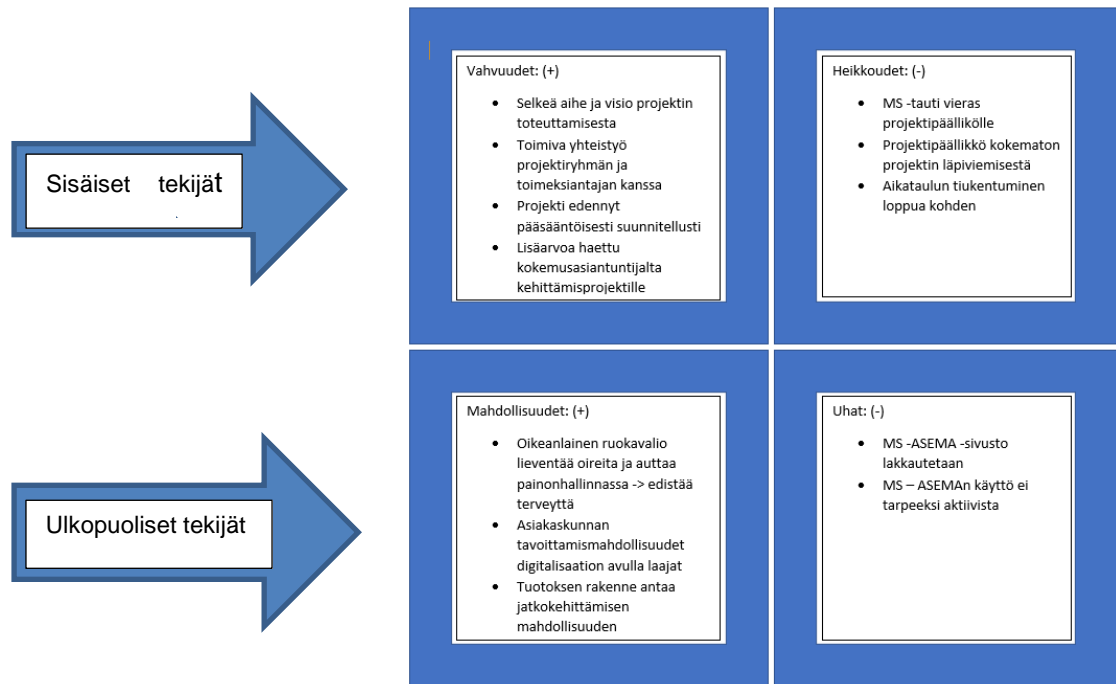 Sisäiset tekijät
.
Vahvuudet: (+)
• Selkeä aihe ja visio projektin
toteuttamisesta
• Toimiva yhteistyö
projektiryhmän ja
toimeksiantajan kanssa
• Projekti edennyt
pääsääntöisesti suunnitellusti
• Lisäarvoa haettu
kokemusasiantuntijalta
kehittämisprojektille
Heikkoudet: (-)
• MS -tauti vieras
projektipäällikölle
• Projektipäällikkö kokematon
projektin läpiviemisestä
• Aikataulun tiukentuminen
loppua kohden
Ulkopuoliset tekijät
Mahdollisuudet: (+)
• Oikeanlainen ruokavalio
lieventää oireita ja auttaa
painonhallinnassa -> edistää
terveyttä
• Asiakaskunnan
tavoittamismahdollisuudet
digitalisaation avulla laajat
• Tuotoksen rakenne antaa
jatkokehittämisen
mahdollisuuden
Uhat: (-)
• MS -ASEMA -sivusto
lakkautetaan
• MS – ASEMAn käyttö ei
tarpeeksi aktiivista